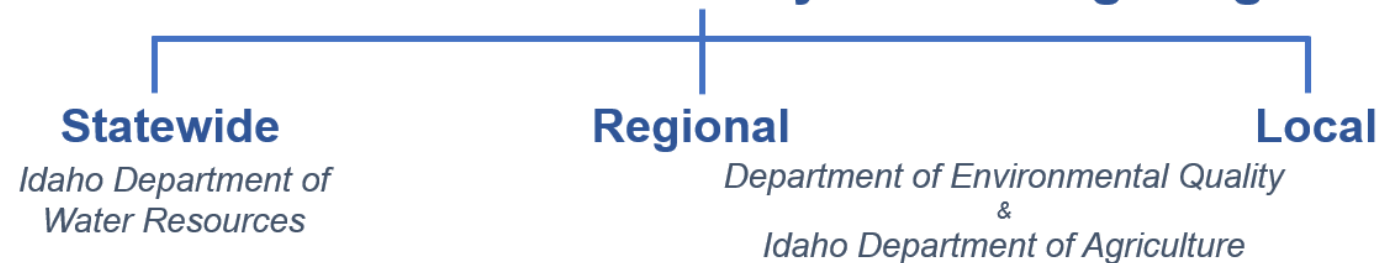 Statewide
Regional
Local
Idaho Department of
Water Resources
Department of Environmental Quality
&
Idaho Department of Agriculture